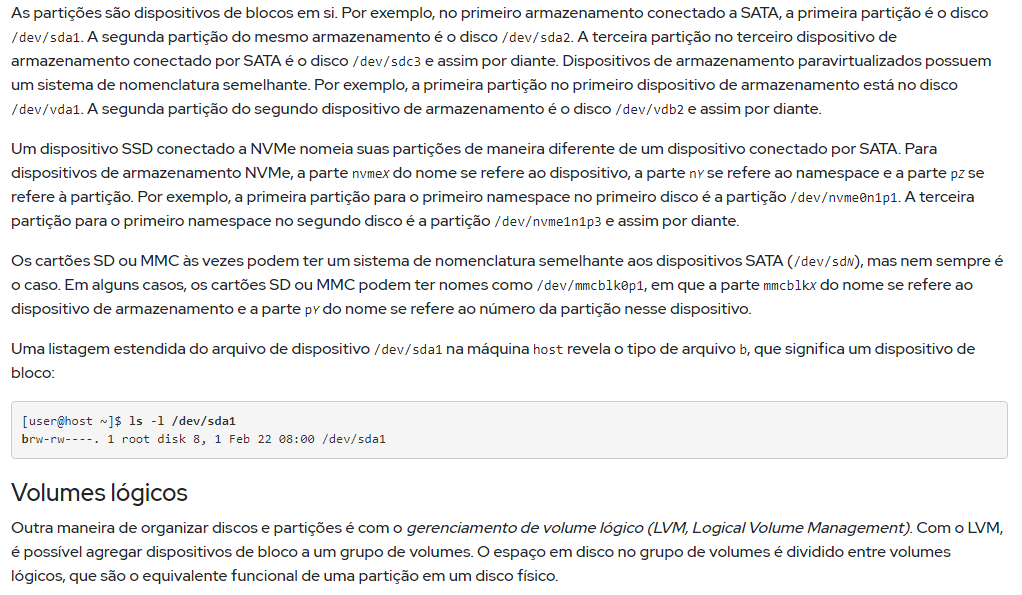 As partições são dispositivos de blocos em si. Por exemplo, no primeiro armazenamento conectado a SATA, a primeira partição é o disco
/dev/sda1. A segunda partição do mesmo armazenamento é o disco /dev/sda2. A terceira partição no terceiro dispositivo de
armazenamento conectado por SATA é o disco /dev/sdc3 e assim por diante. Dispositivos de armazenamento paravirtualizados possuem
um sistema de nomenclatura semelhante. Por exemplo, a primeira partição no primeiro dispositivo de armazenamento está no disco
/dev/vda1. A segunda partição do segundo dispositivo de armazenamento é o disco /dev/vdb2 e assim por diante.
Um dispositivo SSD conectado a NVMe nomeia suas partições de maneira diferente de um dispositivo conectado por SATA. Para
dispositivos de armazenamento NVMe, a parte nvmeX do nome se refere ao dispositivo, a parte nY se refere ao namespace e a parte pZ se
refere à partição. Por exemplo, a primeira partição para o primeiro namespace no primeiro disco é a partição /dev/nvme0n1p1. A terceira
partição para o primeiro namespace no segundo disco é a partição /dev/nvme1n1p3 e assim por diante.
Os cartões SD ou MMC às vezes podem ter um sistema de nomenclatura semelhante aos dispositivos SATA (/dev/sdN), mas nem sempre é
o caso. Em alguns casos, os cartões SD ou MMC podem ter nomes como /dev/mmcblk0p1, em que a parte mmcblkX do nome se refere ao
dispositivo de armazenamento e a parte pY do nome se refere ao número da partição nesse dispositivo.
Uma listagem estendida do arquivo de dispositivo /dev/sda1 na máquina host revela o tipo de arquivo b, que significa um dispositivo de
bloco:
[user@host ~]$ ls -l /dev/sda1
brw-rw----. 1 root disk 8, 1 Feb 22 08:00 /dev/sda1
Volumes lógicos
Outra maneira de organizar discos e partições é com o gerenciamento de volume lógico (LVM, Logical Volume Management). Com o LVM,
é possível agregar dispositivos de bloco a um grupo de volumes. O espaço em disco no grupo de volumes é dividido entre volumes
lógicos, que são o equivalente funcional de uma partição em um disco físico.